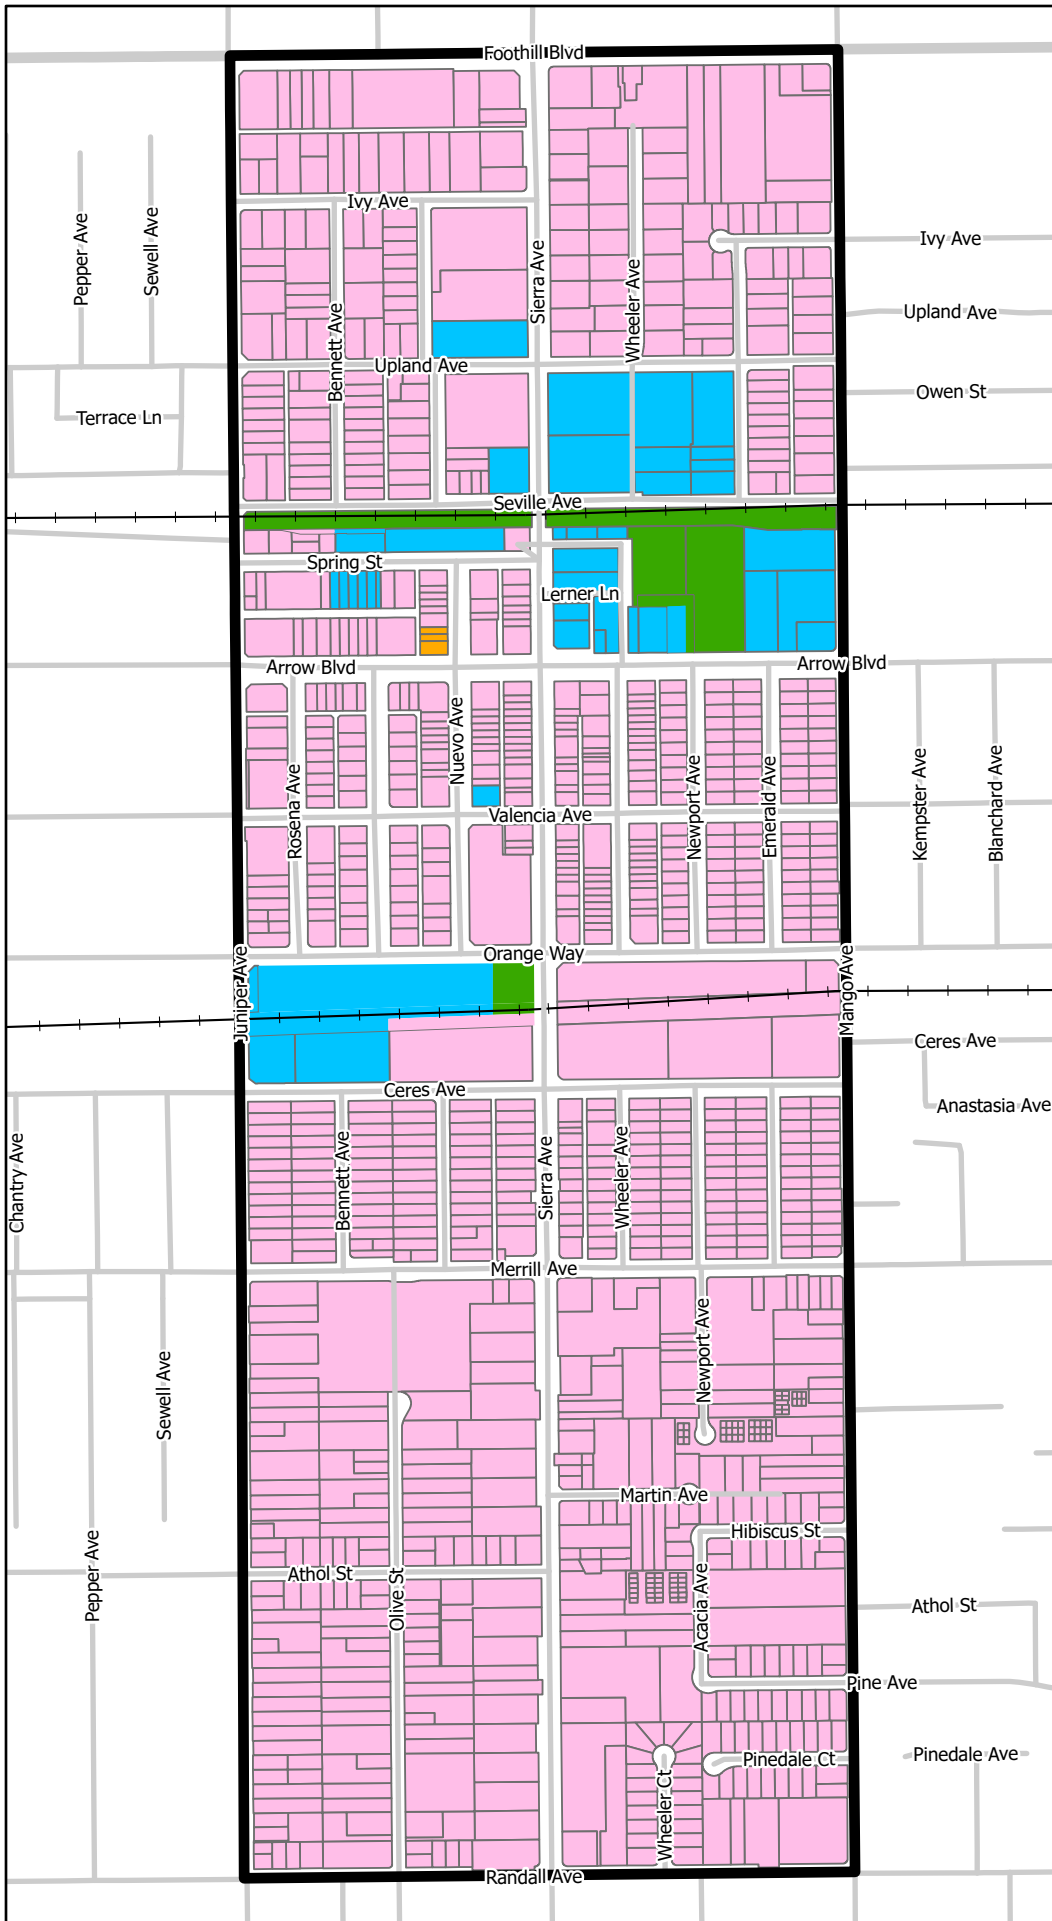 Foothill Blvd
Ivy Ave
Pepper Ave
Sewell Ave
Sierra Ave
Ivy Ave
Wheeler Ave
Bennett Ave
Upland Ave
Upland Ave
Owen St
Terrace Ln
Seville Ave
Spring St
Lerner Ln
Arrow Blvd
Arrow Blvd
Nuevo Ave
Rosena Ave
Newport Ave
Emerald Ave
Kempster Ave
Blanchard Ave
Valencia Ave
Orange Way
Juniper Ave
Mango Ave
Ceres Ave
Ceres Ave
Anastasia Ave
Chantry Ave
Bennett Ave
Sierra Ave
Wheeler Ave
Merrill Ave
Newport Ave
Sewell Ave
Martin Ave
Hibiscus St
Pepper Ave
Athol St
Olive St
Acacia Ave
Athol St
Pine Ave
Pinedale Ct
Pinedale Ave
Wheeler Ct
Randall Ave